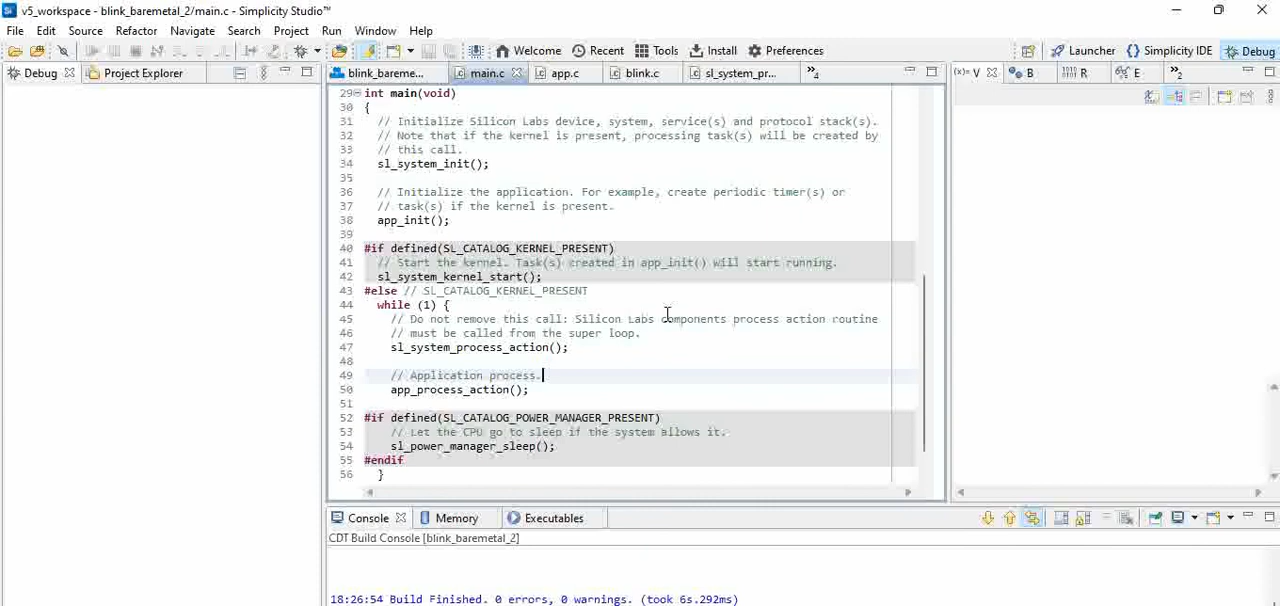 v5_workspace - blink_baremetal_2/main.c - Simplicity Studio™
File Edit Source Refactor Navigate Search Project Run Window Help
Welcome Recent Tools Install Preferences Launcher Simplicity IDE Debug
Debug Project Explorer blink_bareme... main.c app.c blink.c sl_system_pr... 4 (x)= V B R E 2
29 int main(void)
30 {
31 // Initialize Silicon Labs device, system, service(s) and protocol stack(s).
32 // Note that if the kernel is present, processing task(s) will be created by
33 // this call.
34 sl_system_init();
35
36 // Initialize the application. For example, create periodic timer(s) or
37 // task(s) if the kernel is present.
38 app_init();
39
40 #if defined(SL_CATALOG_KERNEL_PRESENT)
41 // Start the kernel. Task(s) created in app_init() will start running.
42 sl_system_kernel_start();
43 #else // SL_CATALOG_KERNEL_PRESENT
44 while (1) {
45 // Do not remove this call: Silicon Labs components process action routine
46 // must be called from the super loop.
47 sl_system_process_action();
48
49 // Application process.
50 app_process_action();
51
52 #if defined(SL_CATALOG_POWER_MANAGER_PRESENT)
53 // Let the CPU go to sleep if the system allows it.
54 sl_power_manager_sleep();
55 #endif
56 }
Console Memory Executables
CDT Build Console [blink_baremetal_2]
18:26:54 Build Finished. 0 errors, 0 warnings. (took 6s.292ms)